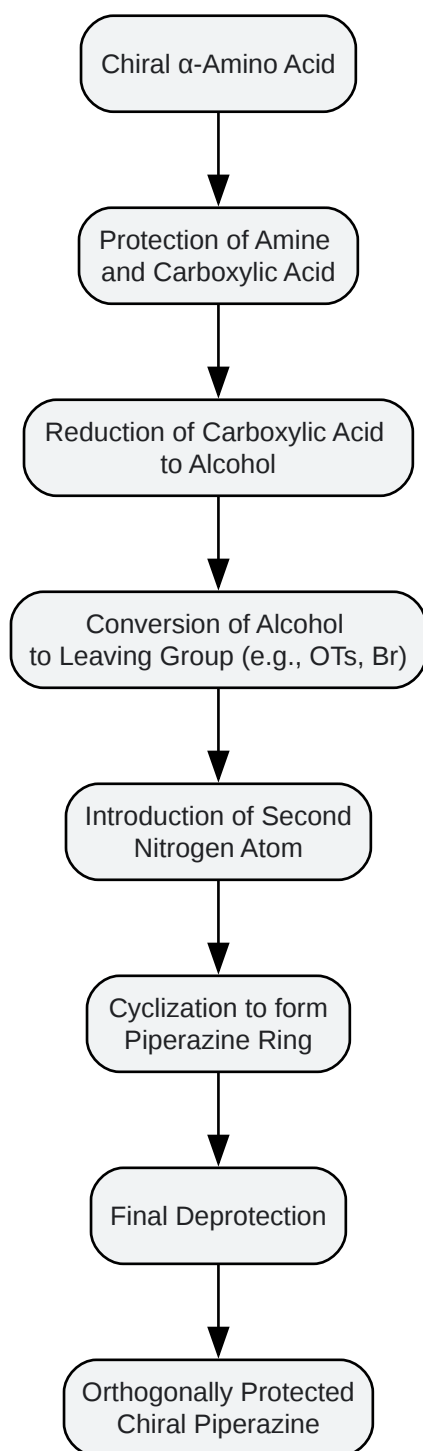 Chiral α-Amino Acid
Protection of Amine
and Carboxylic Acid
Reduction of Carboxylic Acid
to Alcohol
Conversion of Alcohol
to Leaving Group (e.g., OTs, Br)
Introduction of Second
Nitrogen Atom
Cyclization to form
Piperazine Ring
Final Deprotection
Orthogonally Protected
Chiral Piperazine